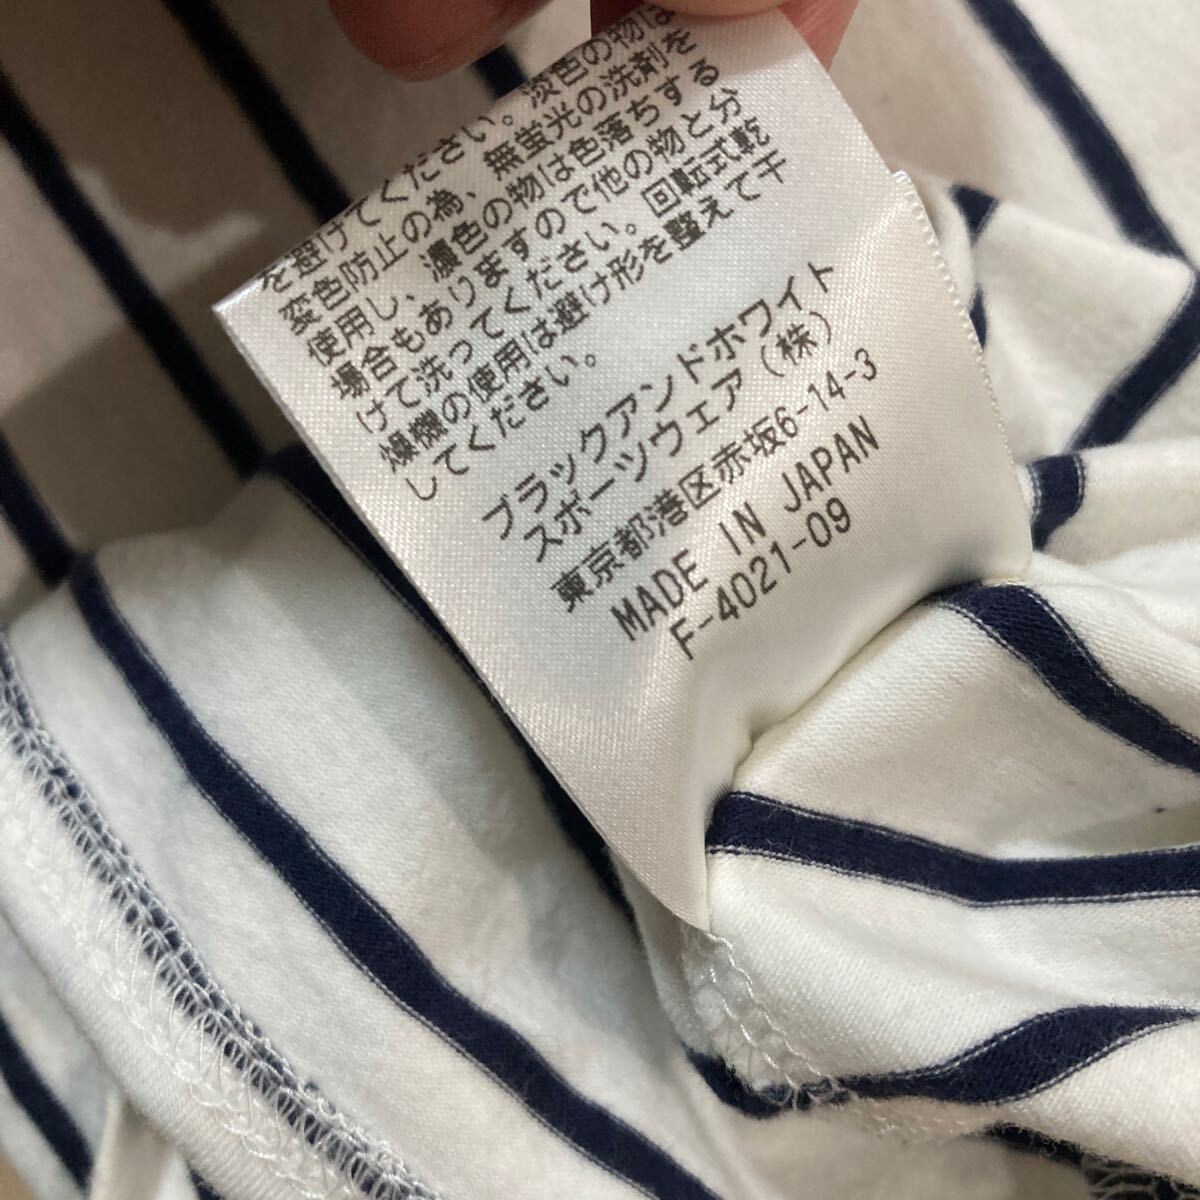 を避けてください。淡色の物は
変色防止の為、無蛍光の洗剤を
使用し、濃色の物は色落ちする
場合もありますので他の物と分
けて洗ってください。回転式乾
燥機の使用は避け形を整えて干
してください。
ブラックアンドホワイト
スポーツウェア(株)
東京都港区赤坂6-14-3
MADE IN JAPAN
F-4021-09